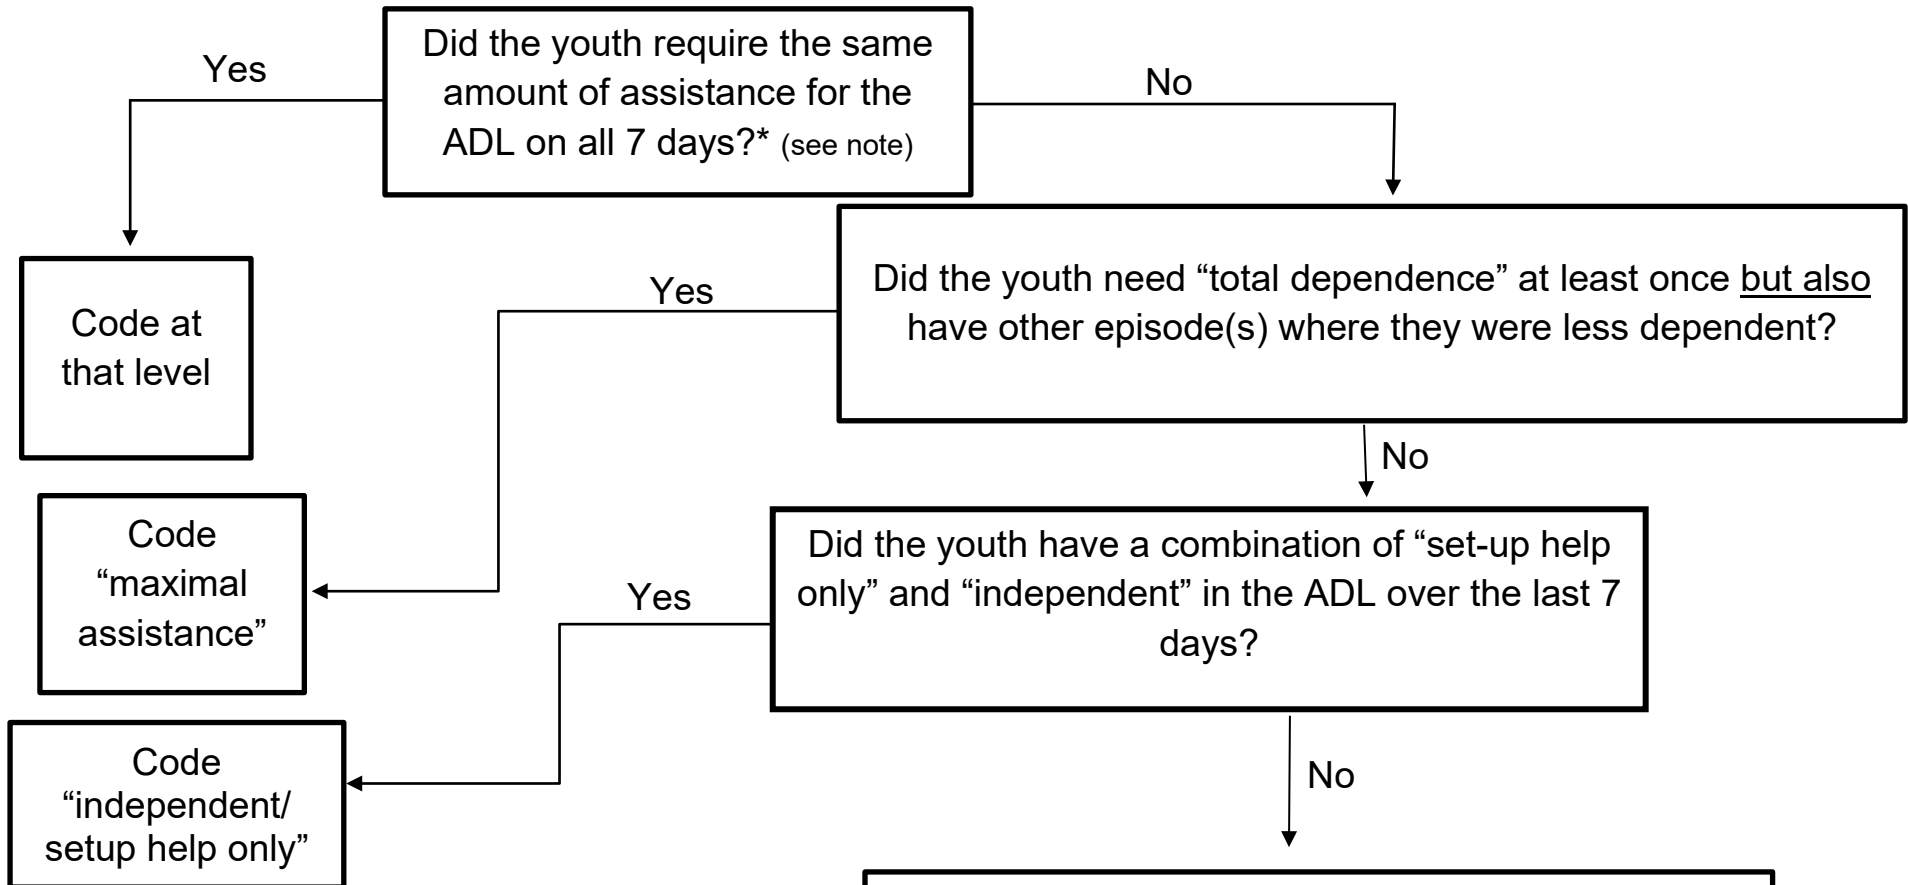 Did the youth require the same
amount of assistance for the
ADL on all 7 days?* (see note)
Yes
No
Code at
that level
Did the youth need “total dependence” at least once but also
have other episode(s) where they were less dependent?
Yes
No
Code
“maximal
assistance”
Did the youth have a combination of “set-up help
only” and “independent” in the ADL over the last 7
days?
Yes
No
Code
“independent/
setup help only”